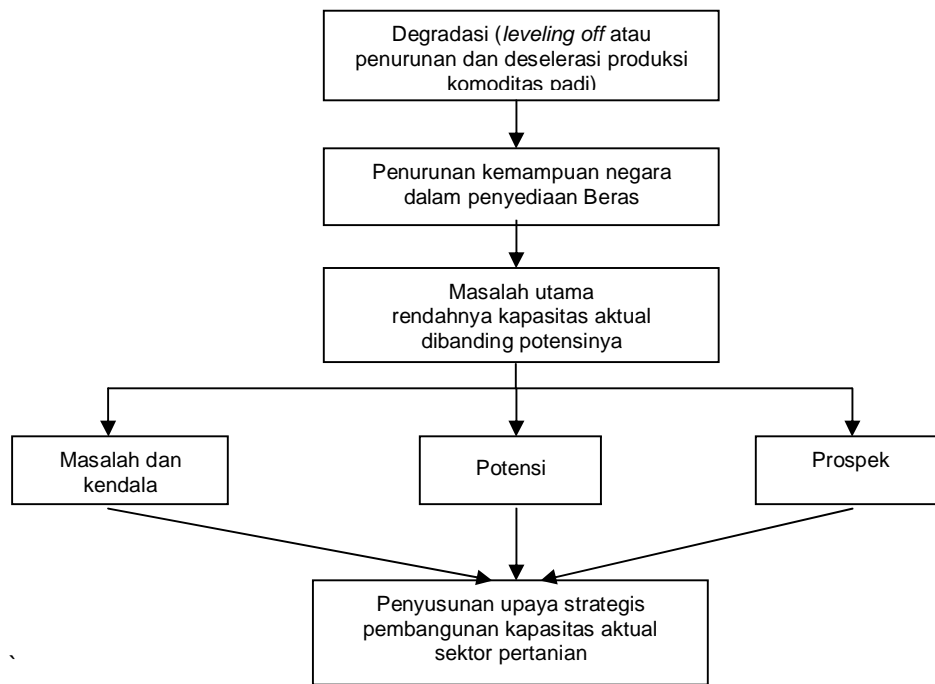 Degradasi (leveling off atau
penurunan dan deselerasi produksi
komoditas padi)
Penurunan kemampuan negara
dalam penyediaan Beras
Masalah utama
rendahnya kapasitas aktual
dibanding potensinya
Masalah dan
kendala
Potensi
Prospek
Penyusunan upaya strategis
pembangunan kapasitas aktual
sektor pertanian
`